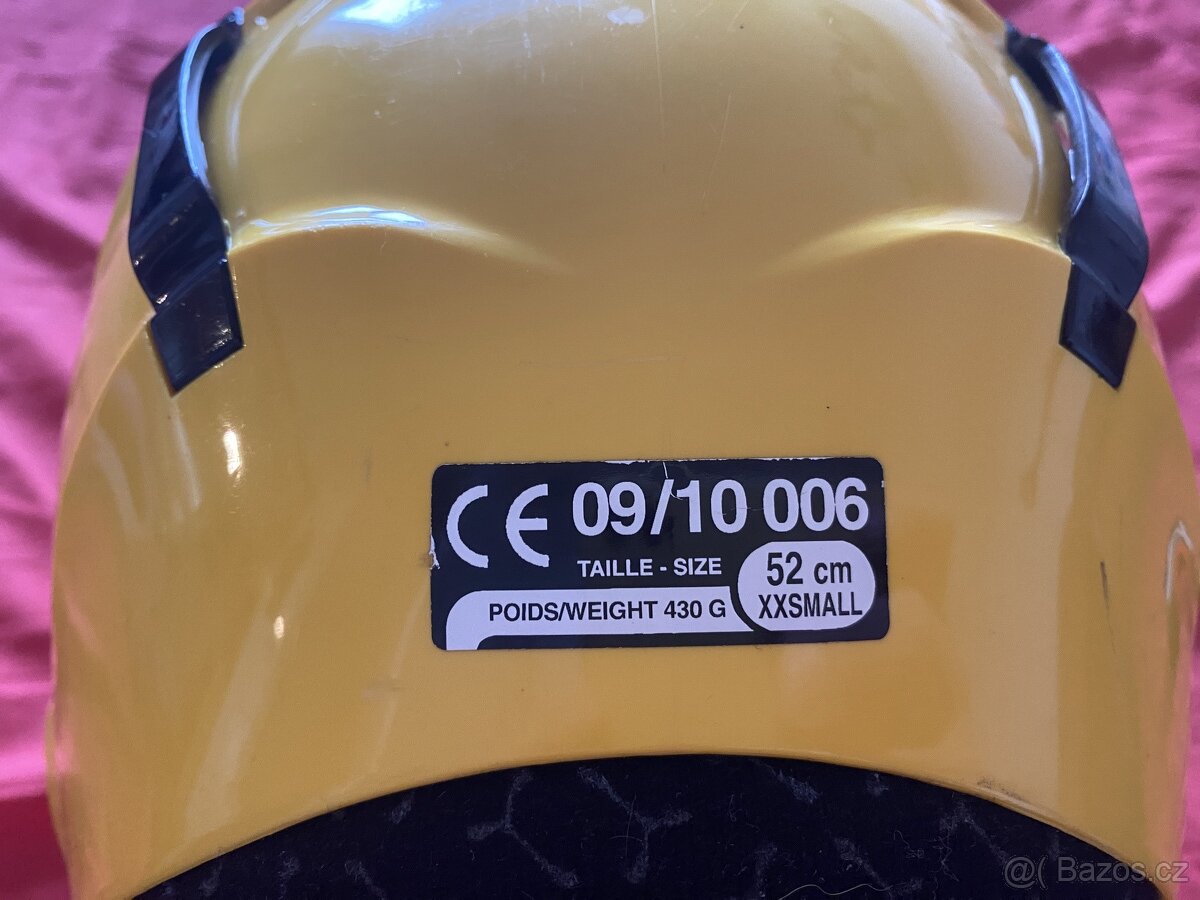 CE 09/10 006
TAILLE - SIZE
52 cm
POIDS/WEIGHT 430 G
XXSMALL
@( Bazos.cz